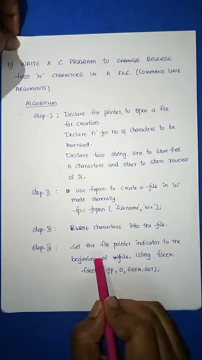 1) WRITE A C PROGRAM TO REVERSE
FIRST 'N' CHARACTERS IN A FILE. (COMMAND LINE
ARGUMENTS)
ALGORITHM
Step I: Declare file pointer, to open a file
for creation
Declare 'n' for no of characters to be
reversed.
Declare two string one to store first
n characters and other to store reverse
of it.
Step II: Use fopen to create a file in 'w'
mode generally
fp = fopen ( 'filename', 'w+');
Step III: characters into the file.
Step IV: Set the file pointer indicator to the
beginning of file using fseek
fseek (fp, 0, SEEK_SET);